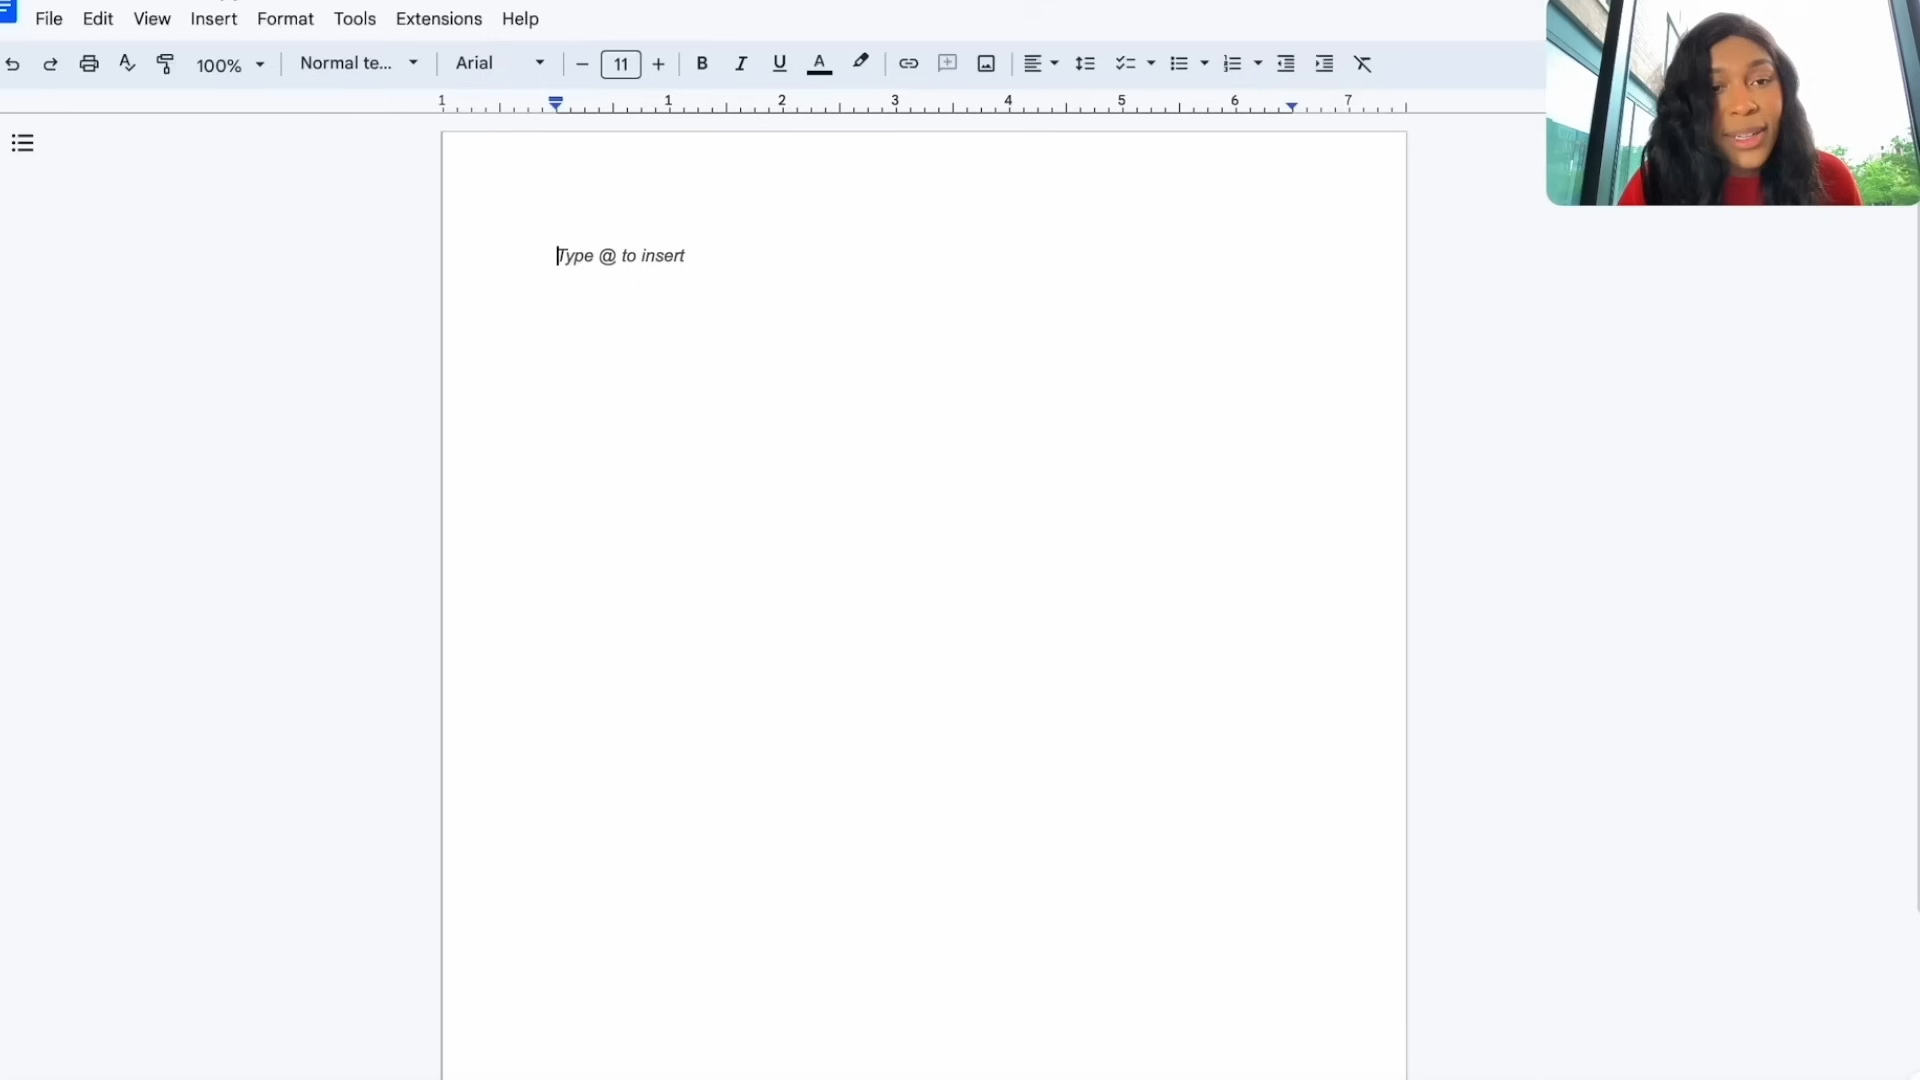 File Edit View Insert Format Tools Extensions Help
100% Normal te... Arial 11 B I U A
1 1 2 3 4 5 6 7
Type @ to insert